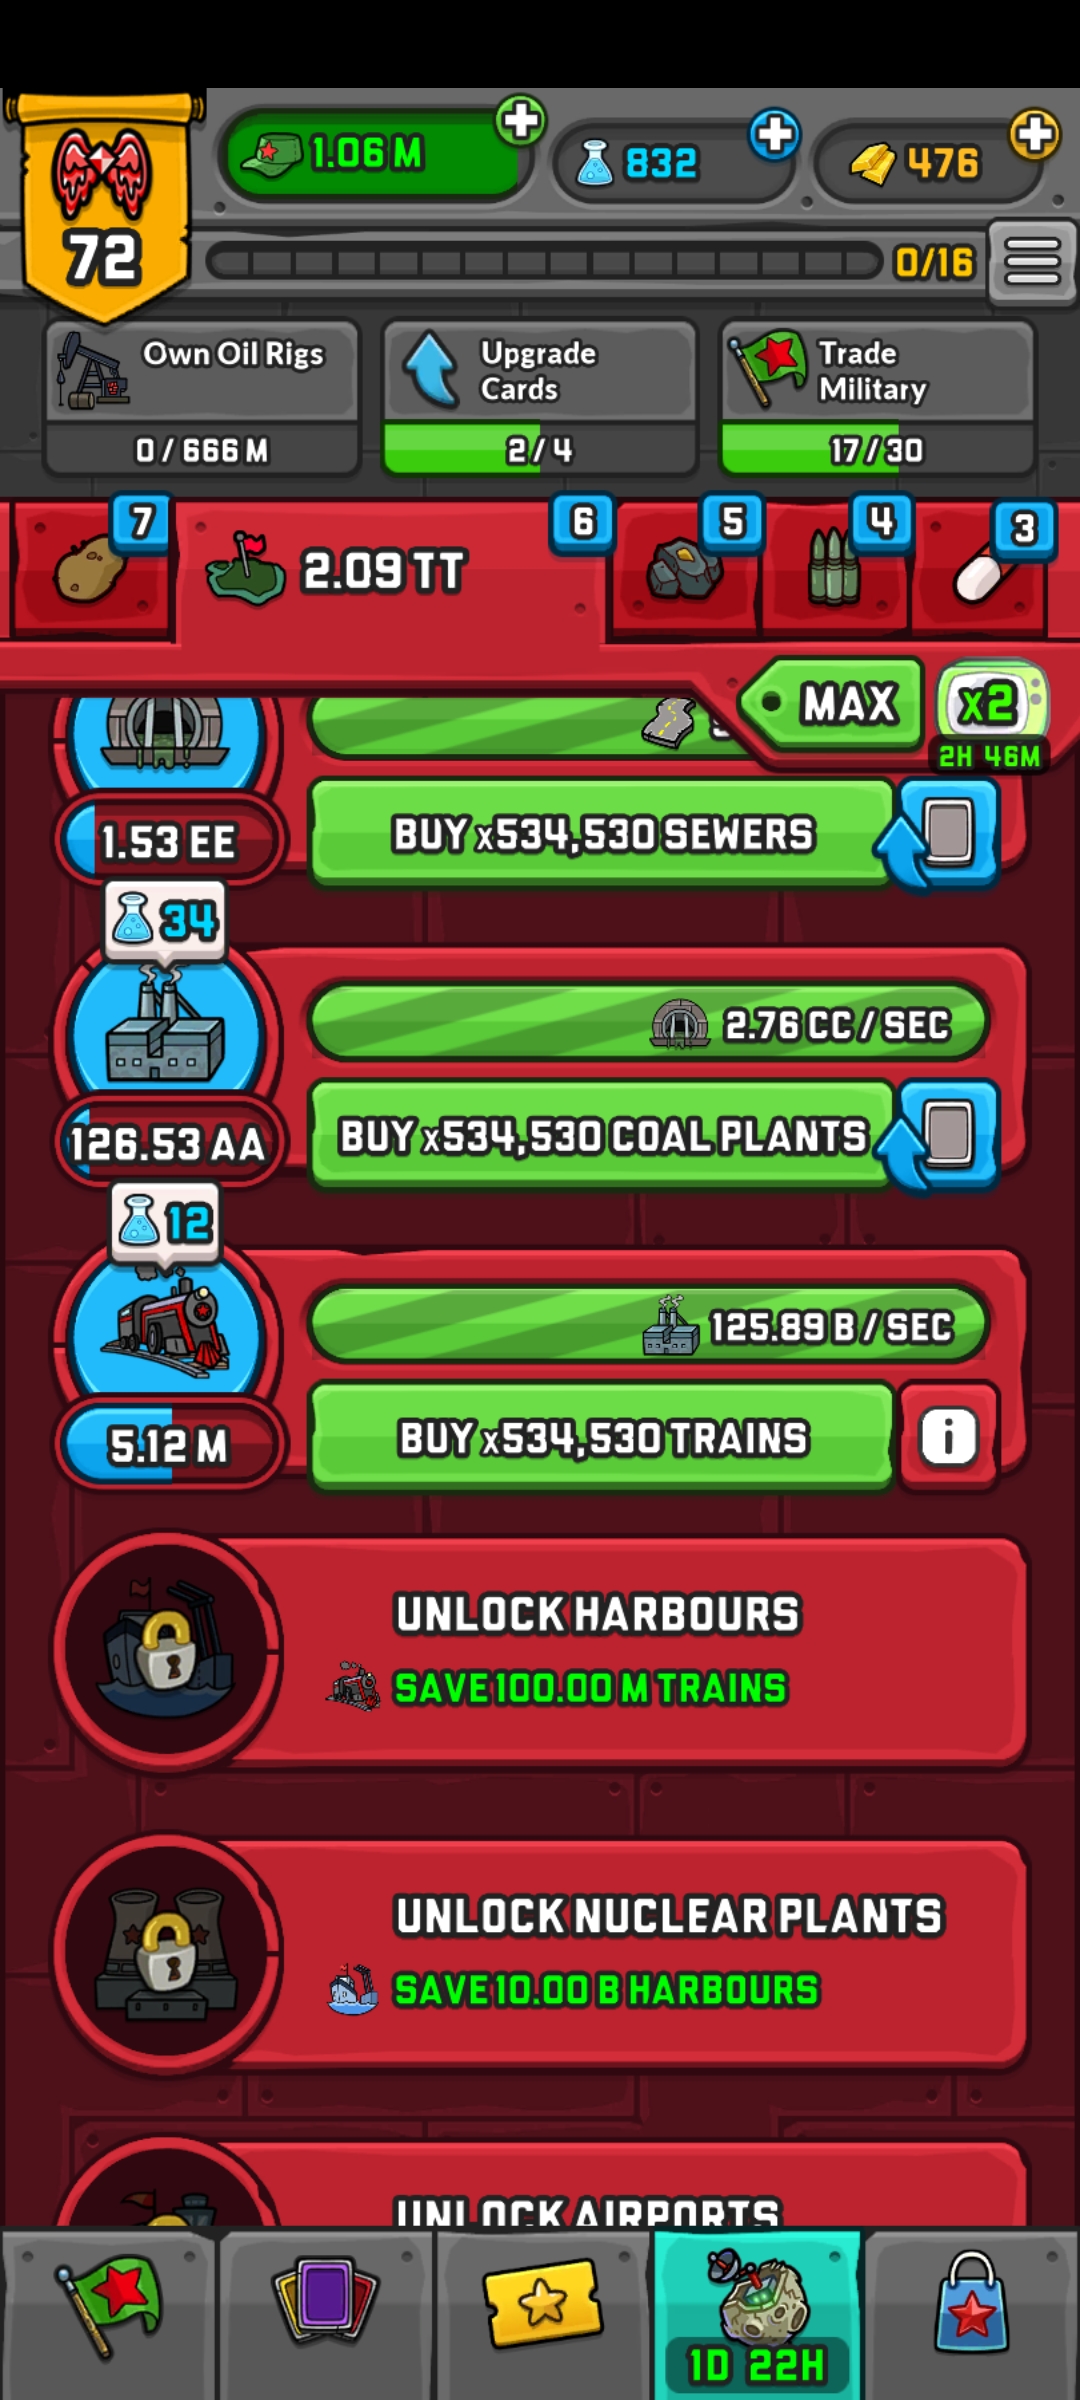 1.06 M
832
476
72
0/16
Own Oil Rigs
0 / 666 M
Upgrade
Cards
2 / 4
Trade
Military
17 / 30
7
2.09 TT
6
5
4
3
MAX
x2
2H 46M
1.53 EE
BUY x534,530 SEWERS
34
2.76 CC / SEC
126.53 AA
BUY x534,530 COAL PLANTS
12
125.89 B / SEC
5.12 M
BUY x534,530 TRAINS
i
UNLOCK HARBOURS
SAVE 100.00 M TRAINS
UNLOCK NUCLEAR PLANTS
SAVE 10.00 B HARBOURS
UNLOCK AIRPORTS
1D 22H